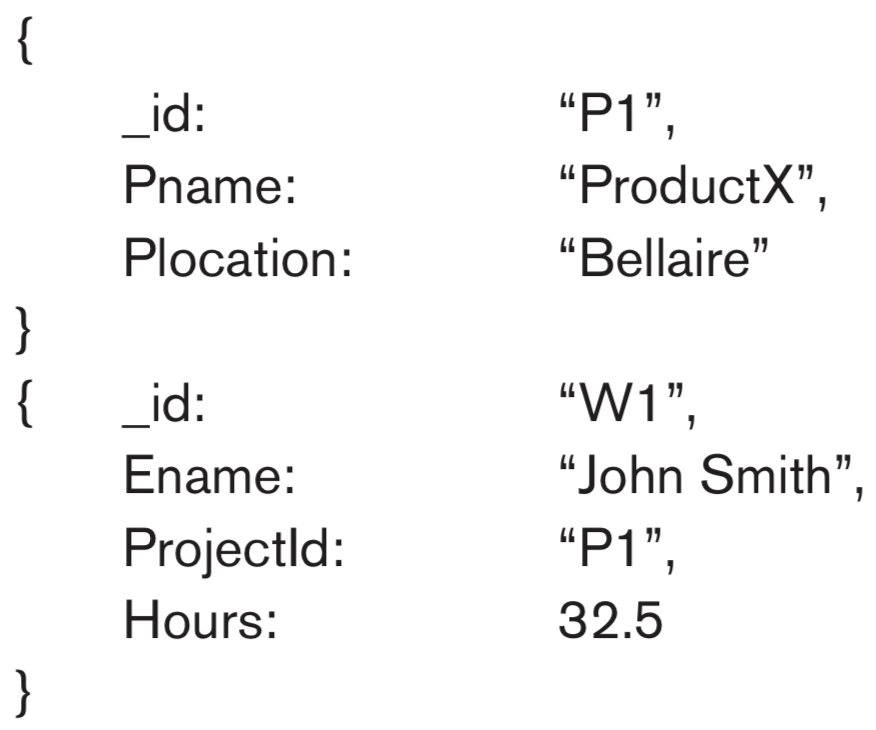 {
_id: “P1”,
Pname: “ProductX”,
Plocation: “Bellaire”
}
{ _id: “W1”,
Ename: “John Smith”,
ProjectId: “P1”,
Hours: 32.5
}